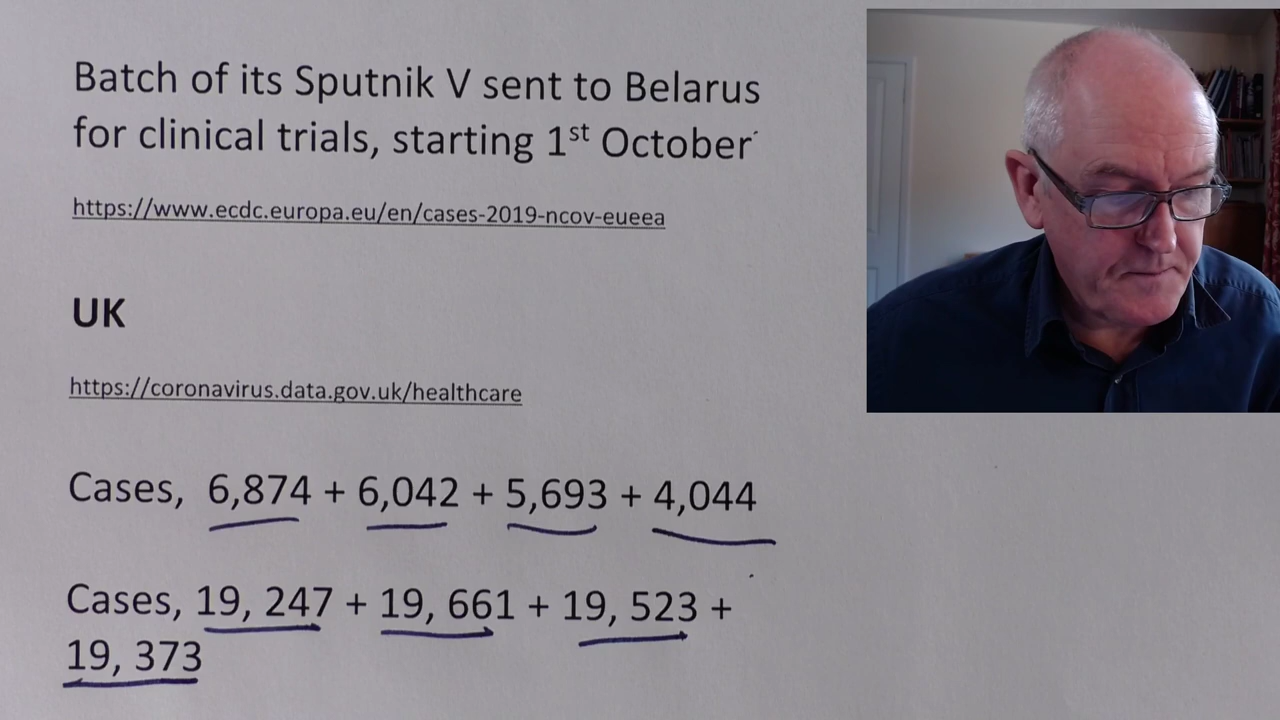 Batch of its Sputnik V sent to Belarus
for clinical trials, starting 1st October
https://www.ecdc.europa.eu/en/cases-2019-ncov-eueea
UK
https://coronavirus.data.gov.uk/healthcare
Cases, 6,874 + 6,042 + 5,693 + 4,044
Cases, 19, 247 + 19, 661 + 19, 523 +
19, 373